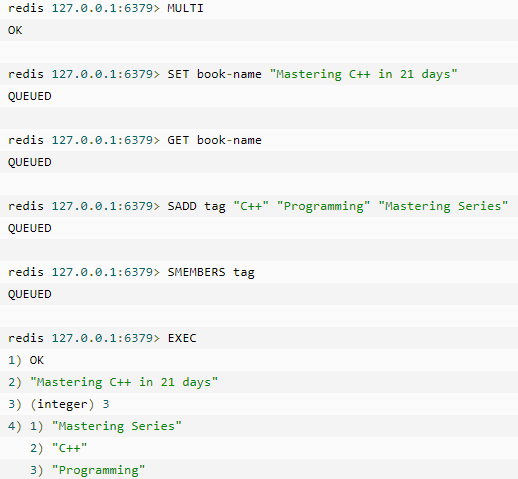 redis 127.0.0.1:6379> MULTI
OK
redis 127.0.0.1:6379> SET book-name "Mastering C++ in 21 days"
QUEUED
redis 127.0.0.1:6379> GET book-name
QUEUED
redis 127.0.0.1:6379> SADD tag "C++" "Programming" "Mastering Series"
QUEUED
redis 127.0.0.1:6379> SMEMBERS tag
QUEUED
redis 127.0.0.1:6379> EXEC
1) OK
2) "Mastering C++ in 21 days"
3) (integer) 3
4) 1) "Mastering Series"
2) "C++"
3) "Programming"